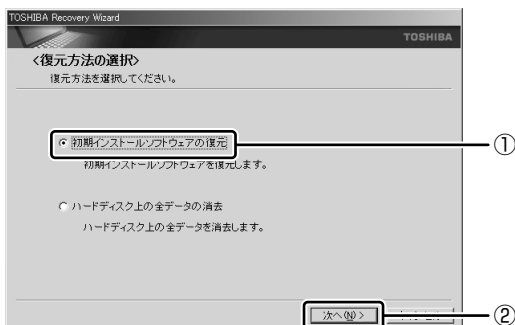 TOSHIBA Recovery Wizard
TOSHIBA
<復元方法の選択>
復元方法を選択してください。
初期インストールソフトウェアの復元
①
初期インストールソフトウェアを復元します。
ハードディスク上の全データの消去
ハードディスク上の全データを消去します。
次へ(N) >
②